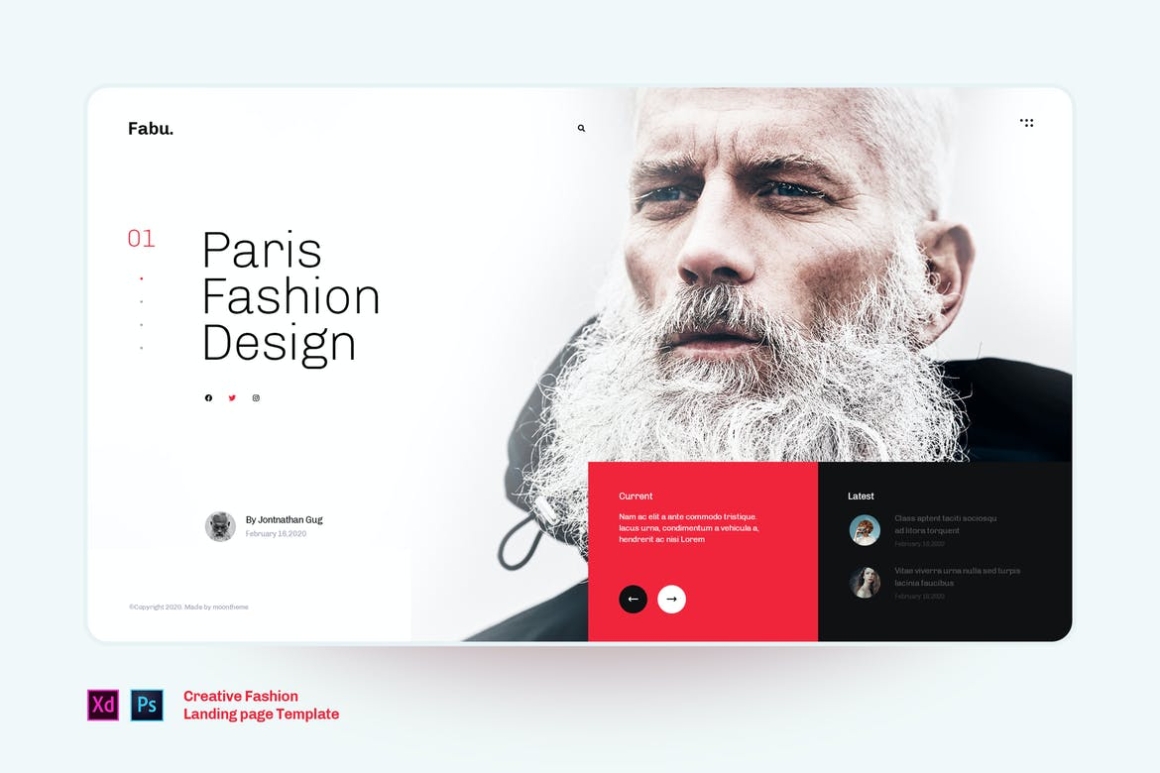 Fabu.
01
Paris
Fashion
Design
By Jontnathan Gug
February 16,2020
©Copyright 2020. Made by moontheme
Current
Nam ac elit a ante commodo tristique.
lacus urna, condimentum a vehicula a,
hendrerit ac nisi Lorem
Latest
Class aptent taciti sociosqu
ad litora torquent
February 10,2020
Vitae viverra urna nulla sed turpis
lacinia faucibus
February 10,2020
Xd
Ps
Creative Fashion
Landing page Template